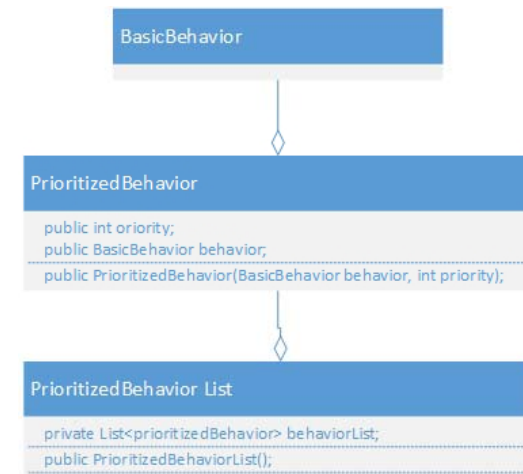 BasicBehavior
PrioritizedBehavior
public int oriority;
public BasicBehavior behavior;
public PrioritizedBehavior(BasicBehavior behavior, int priority);
PrioritizedBehavior List
private List<prioritizedBehavior> behaviorList;
public PrioritizedBehaviorList();